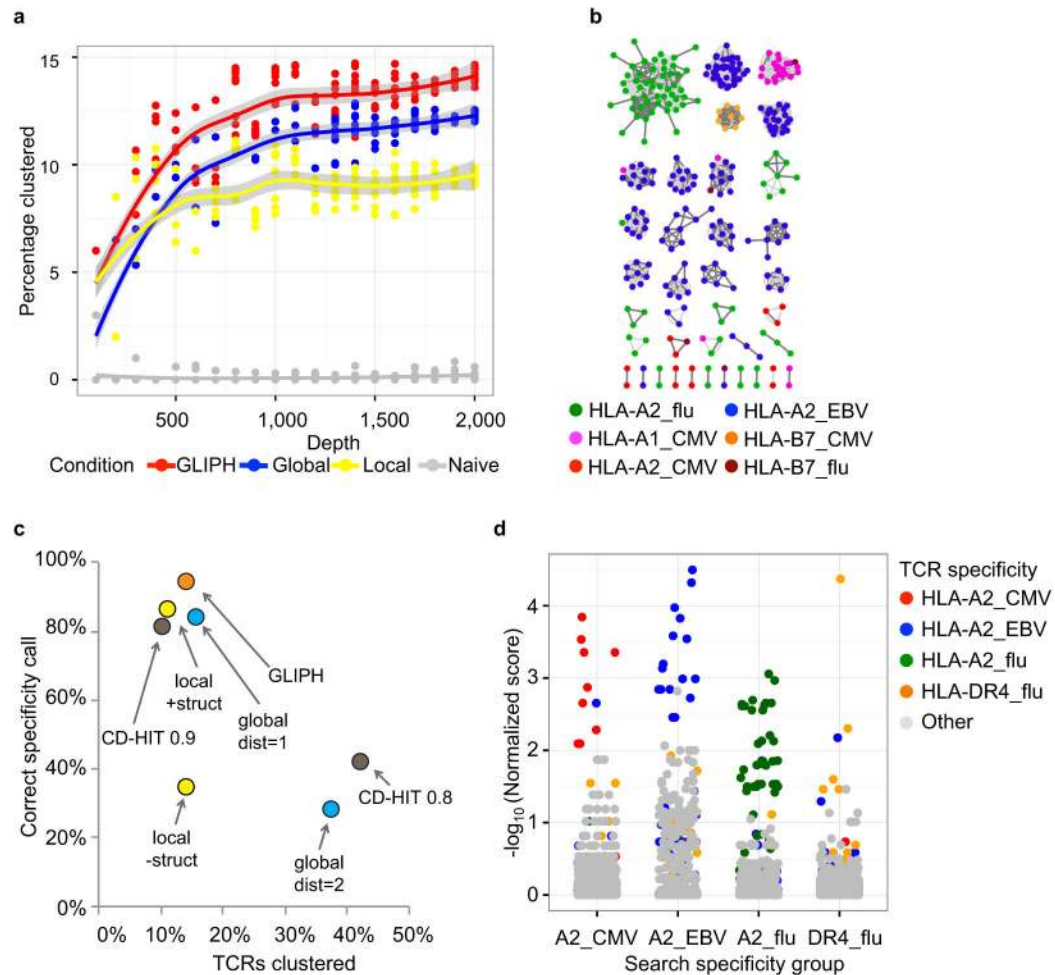 a
15
10
5
0
Percentage clustered
500
1,000
1,500
2,000
Depth
Condition
GLIPH
Global
Local
Naive
b
HLA-A2_flu
HLA-A2_EBV
HLA-A1_CMV
HLA-B7_CMV
HLA-A2_CMV
HLA-B7_flu
c
100%
80%
60%
40%
20%
0%
Correct specificity call
GLIPH
local
+struct
global
dist=1
CD-HIT 0.9
CD-HIT 0.8
local
-struct
global
dist=2
0%
10%
20%
30%
40%
50%
TCRs clustered
d
4
3
2
1
0
-log10 (Normalized score)
A2_CMV
A2_EBV
A2_flu
DR4_flu
Search specificity group
TCR specificity
HLA-A2_CMV
HLA-A2_EBV
HLA-A2_flu
HLA-DR4_flu
Other